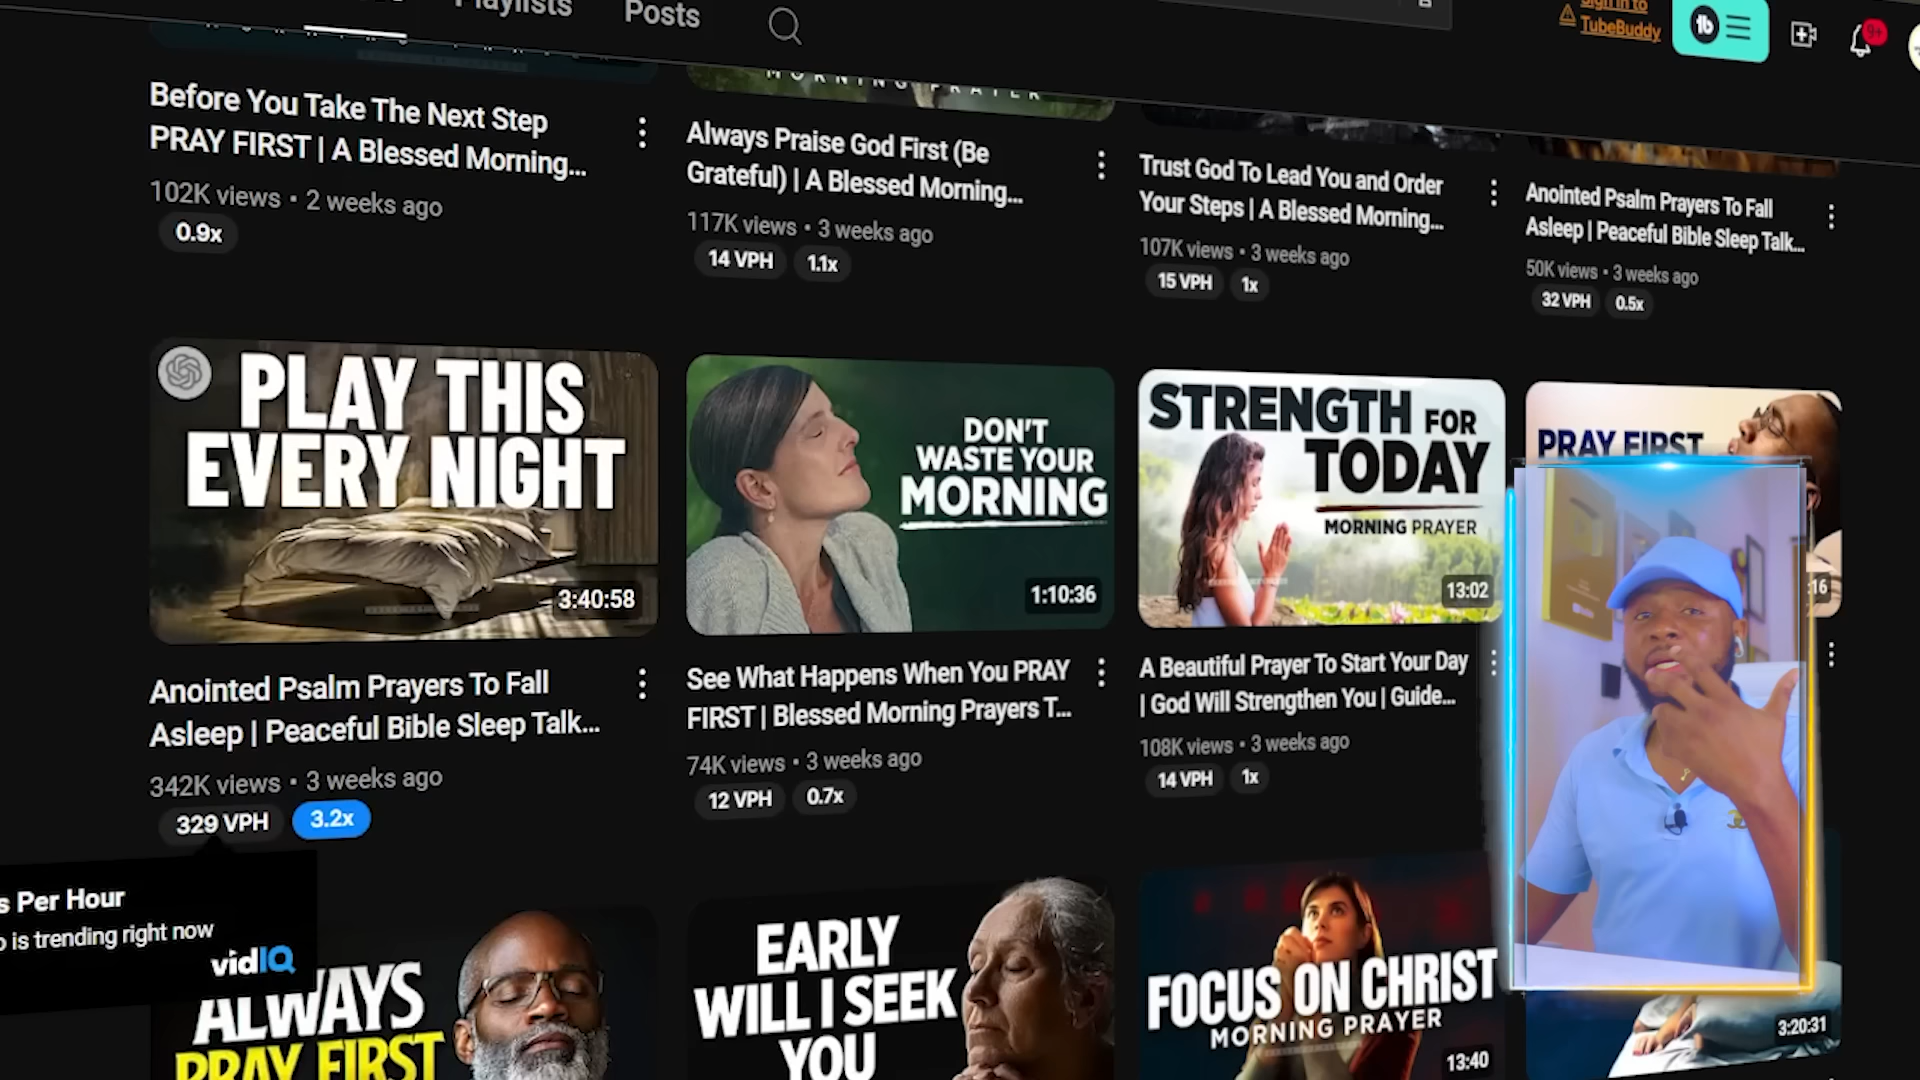 Playlists
Posts
Sign in to
TubeBuddy
9+
Before You Take The Next Step
PRAY FIRST | A Blessed Morning...
102K views • 2 weeks ago
0.9x
MORNING PRAYER
Always Praise God First (Be
Grateful) | A Blessed Morning...
117K views • 3 weeks ago
14 VPH
1.1x
Trust God To Lead You and Order
Your Steps | A Blessed Morning...
107K views • 3 weeks ago
15 VPH
1x
Anointed Psalm Prayers To Fall
Asleep | Peaceful Bible Sleep Talk...
50K views • 3 weeks ago
32 VPH
0.5x
PLAY THIS
EVERY NIGHT
3:40:58
Anointed Psalm Prayers To Fall
Asleep | Peaceful Bible Sleep Talk...
342K views • 3 weeks ago
329 VPH
3.2x
DON'T
WASTE YOUR
MORNING
1:10:36
See What Happens When You PRAY
FIRST | Blessed Morning Prayers T...
74K views • 3 weeks ago
12 VPH
0.7x
STRENGTH FOR
TODAY
MORNING PRAYER
13:02
A Beautiful Prayer To Start Your Day
| God Will Strengthen You | Guide...
108K views • 3 weeks ago
14 VPH
1x
PRAY FIRST
:16
s Per Hour
o is trending right now
vidIQ
ALWAYS
PRAY FIRST
EARLY
WILL I SEEK
YOU
FOCUS ON CHRIST
MORNING PRAYER
13:40
3:20:31